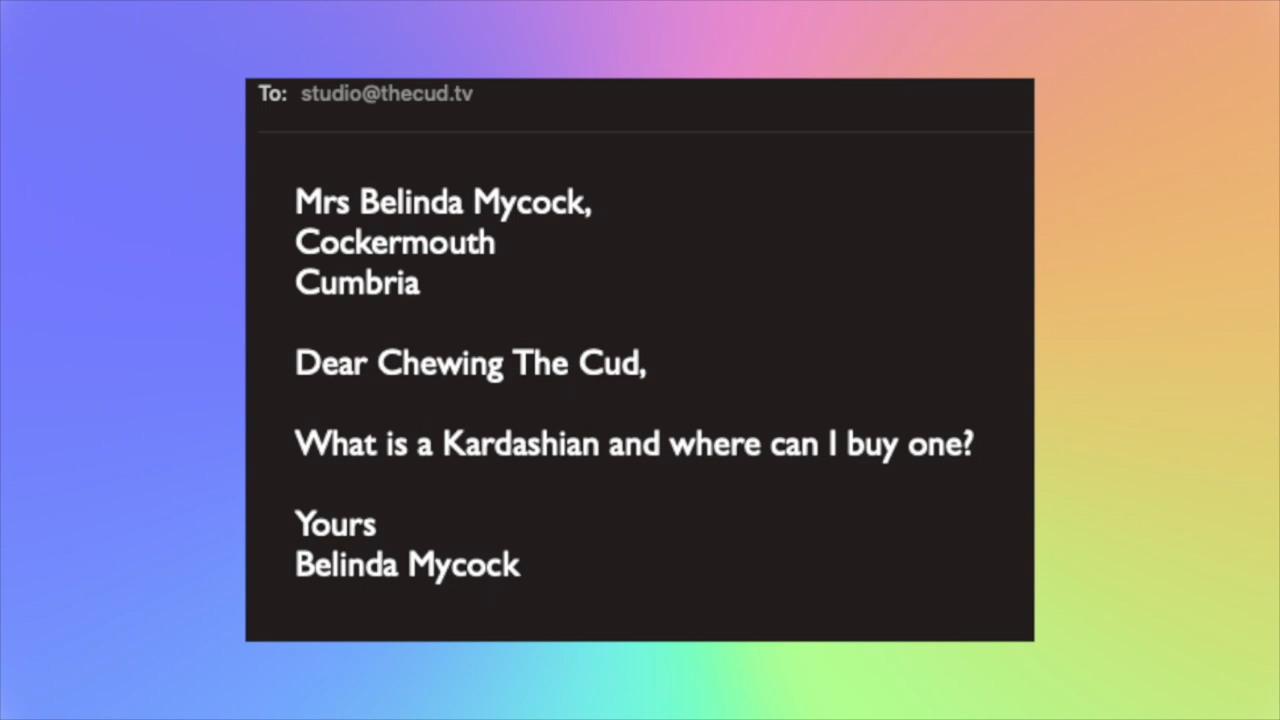 To: studio@thecud.tv
Mrs Belinda Mycock,
Cockermouth
Cumbria
Dear Chewing The Cud,
What is a Kardashian and where can I buy one?
Yours
Belinda Mycock